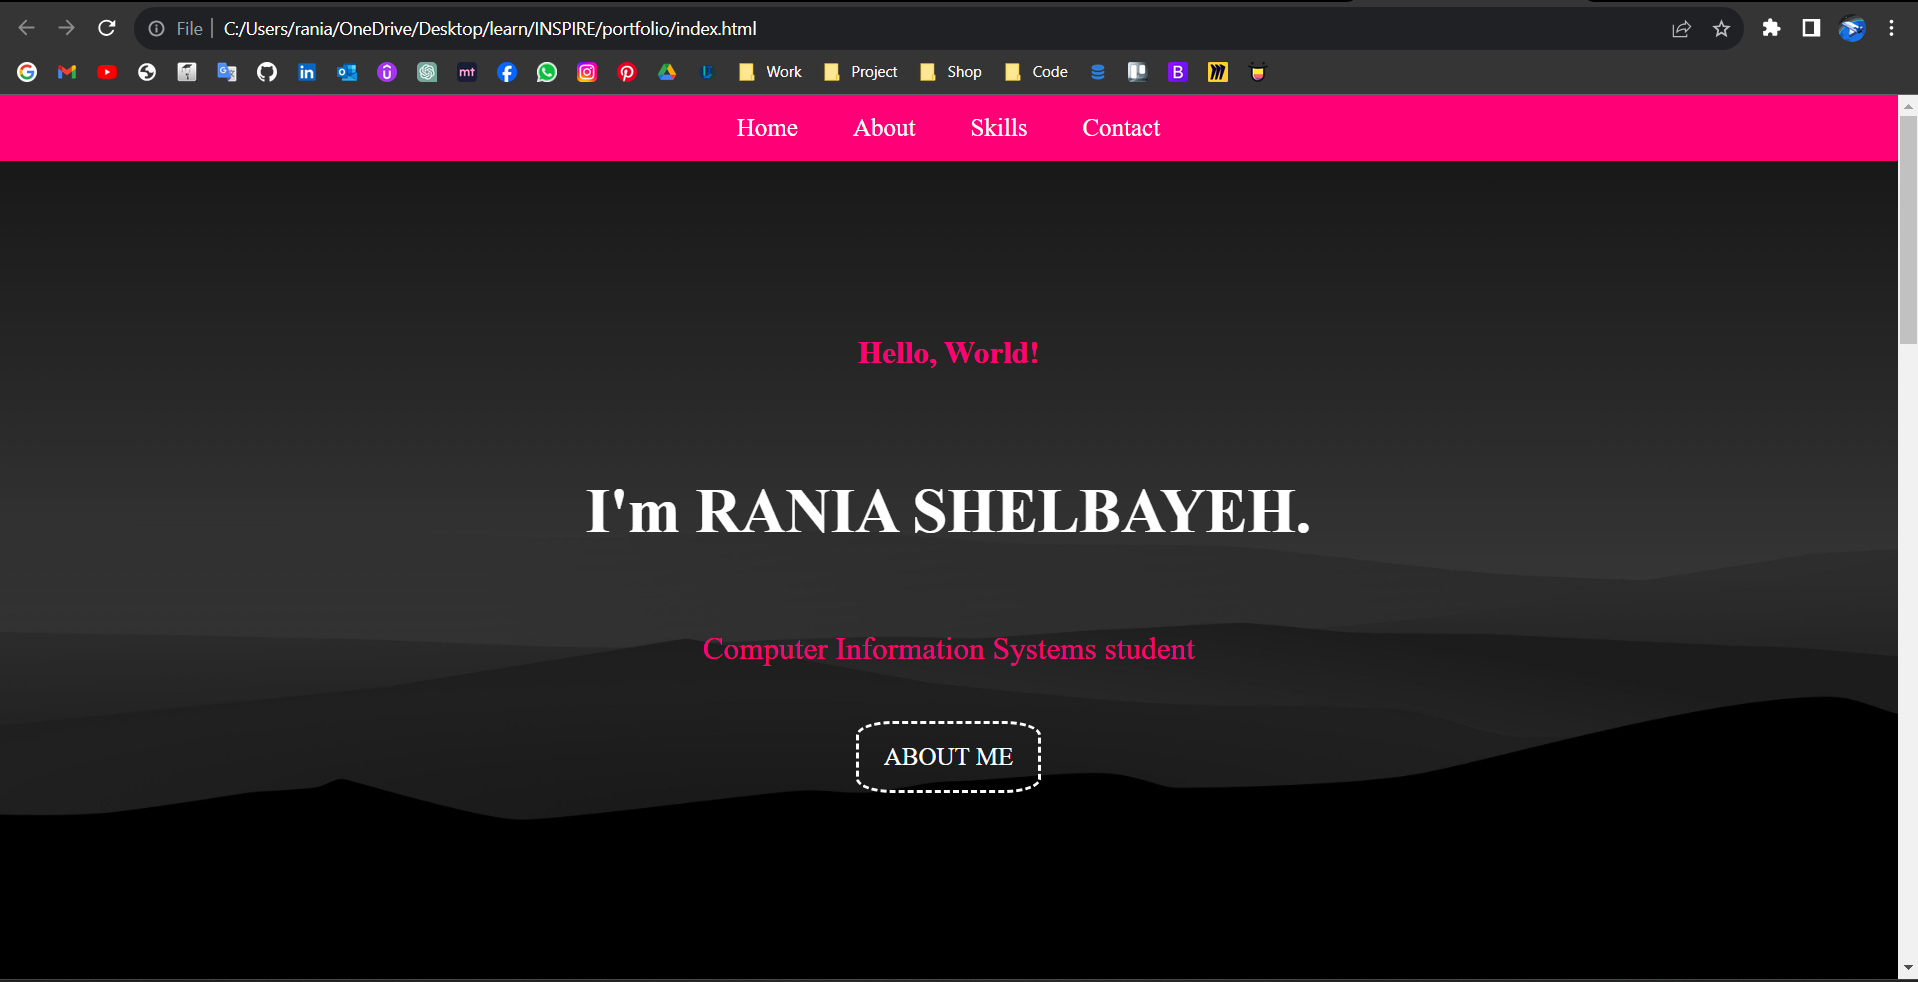 File C:/Users/rania/OneDrive/Desktop/learn/INSPIRE/portfolio/index.html
mt Work Project Shop Code B
Home About Skills Contact
Hello, World!
I'm RANIA SHELBAYEH.
Computer Information Systems student
ABOUT ME